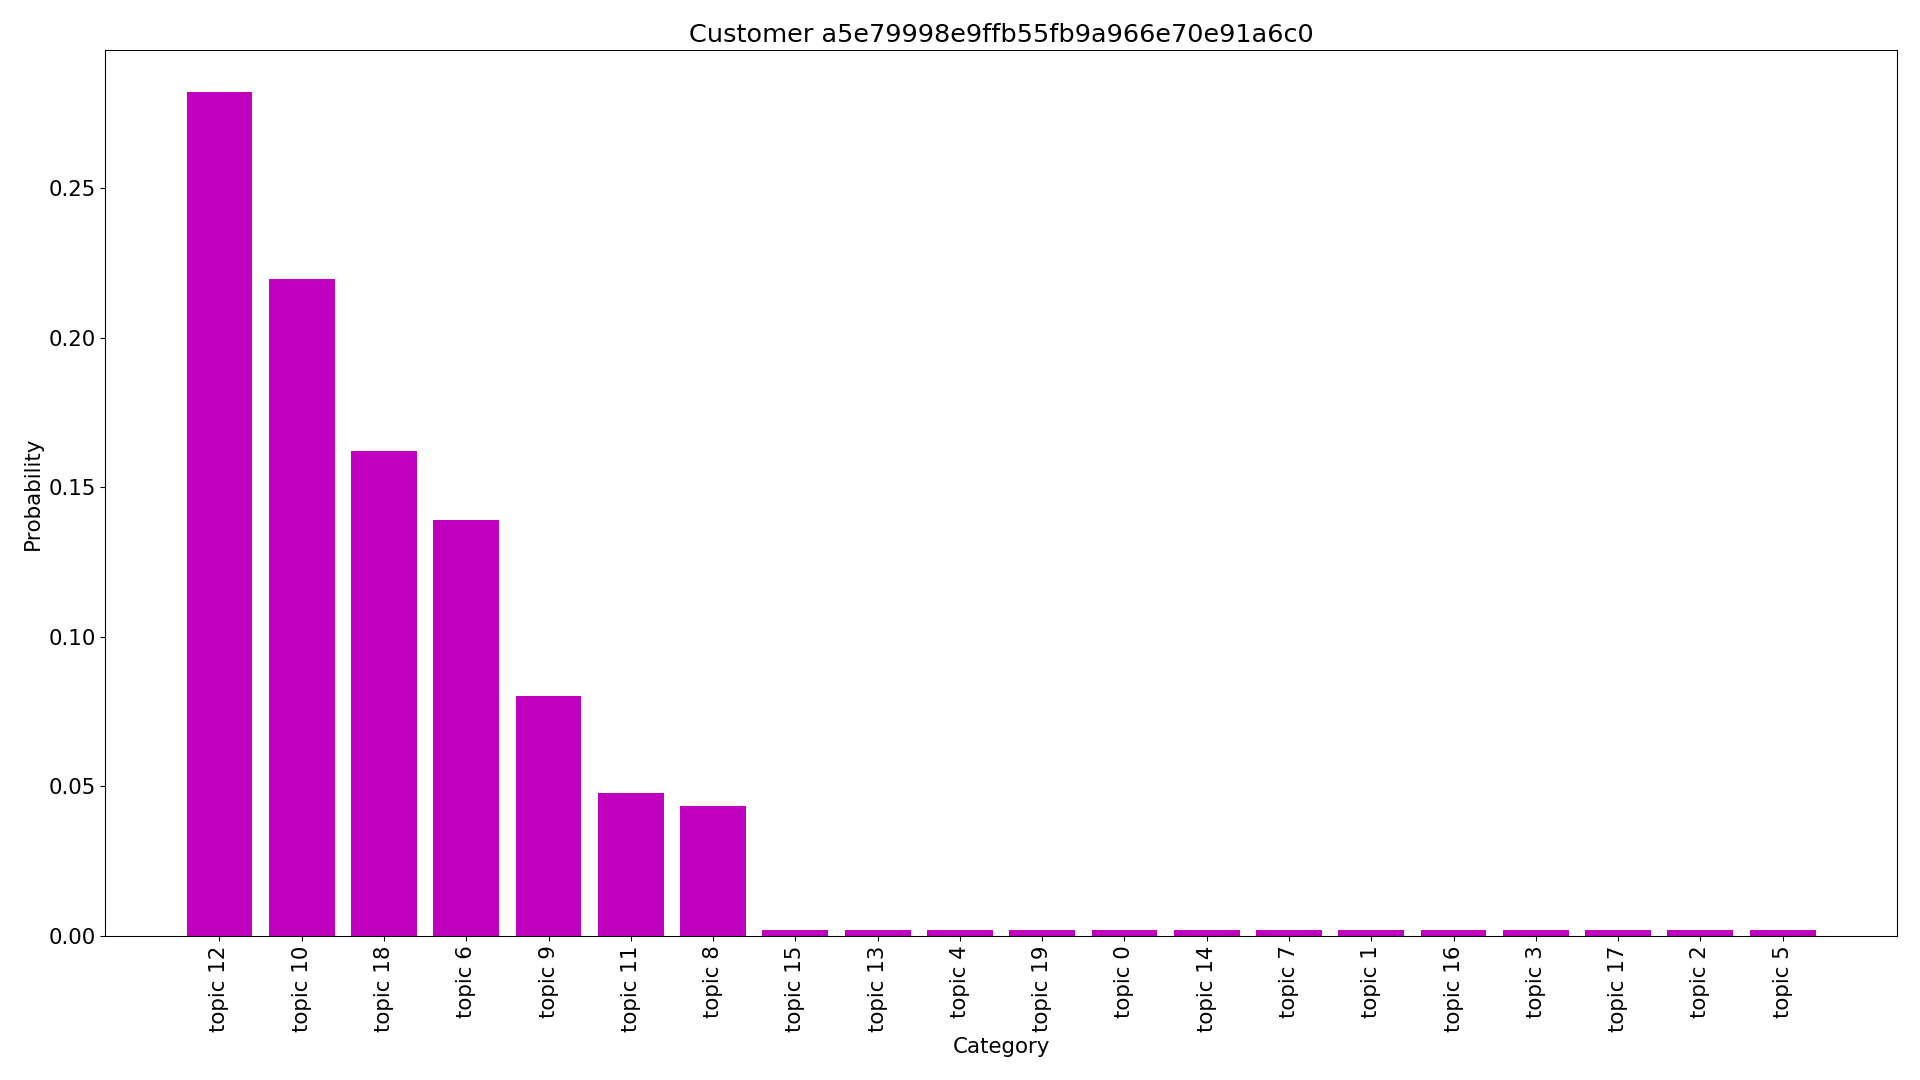 Customer a5e79998e9ffb55fb9a966e70e91a6c0
Probability
0.25
0.20
0.15
0.10
0.05
0.00
topic 12
topic 10
topic 18
topic 6
topic 9
topic 11
topic 8
topic 15
topic 13
topic 4
topic 19
topic 0
topic 14
topic 7
topic 1
topic 16
topic 3
topic 17
topic 2
topic 5
Category